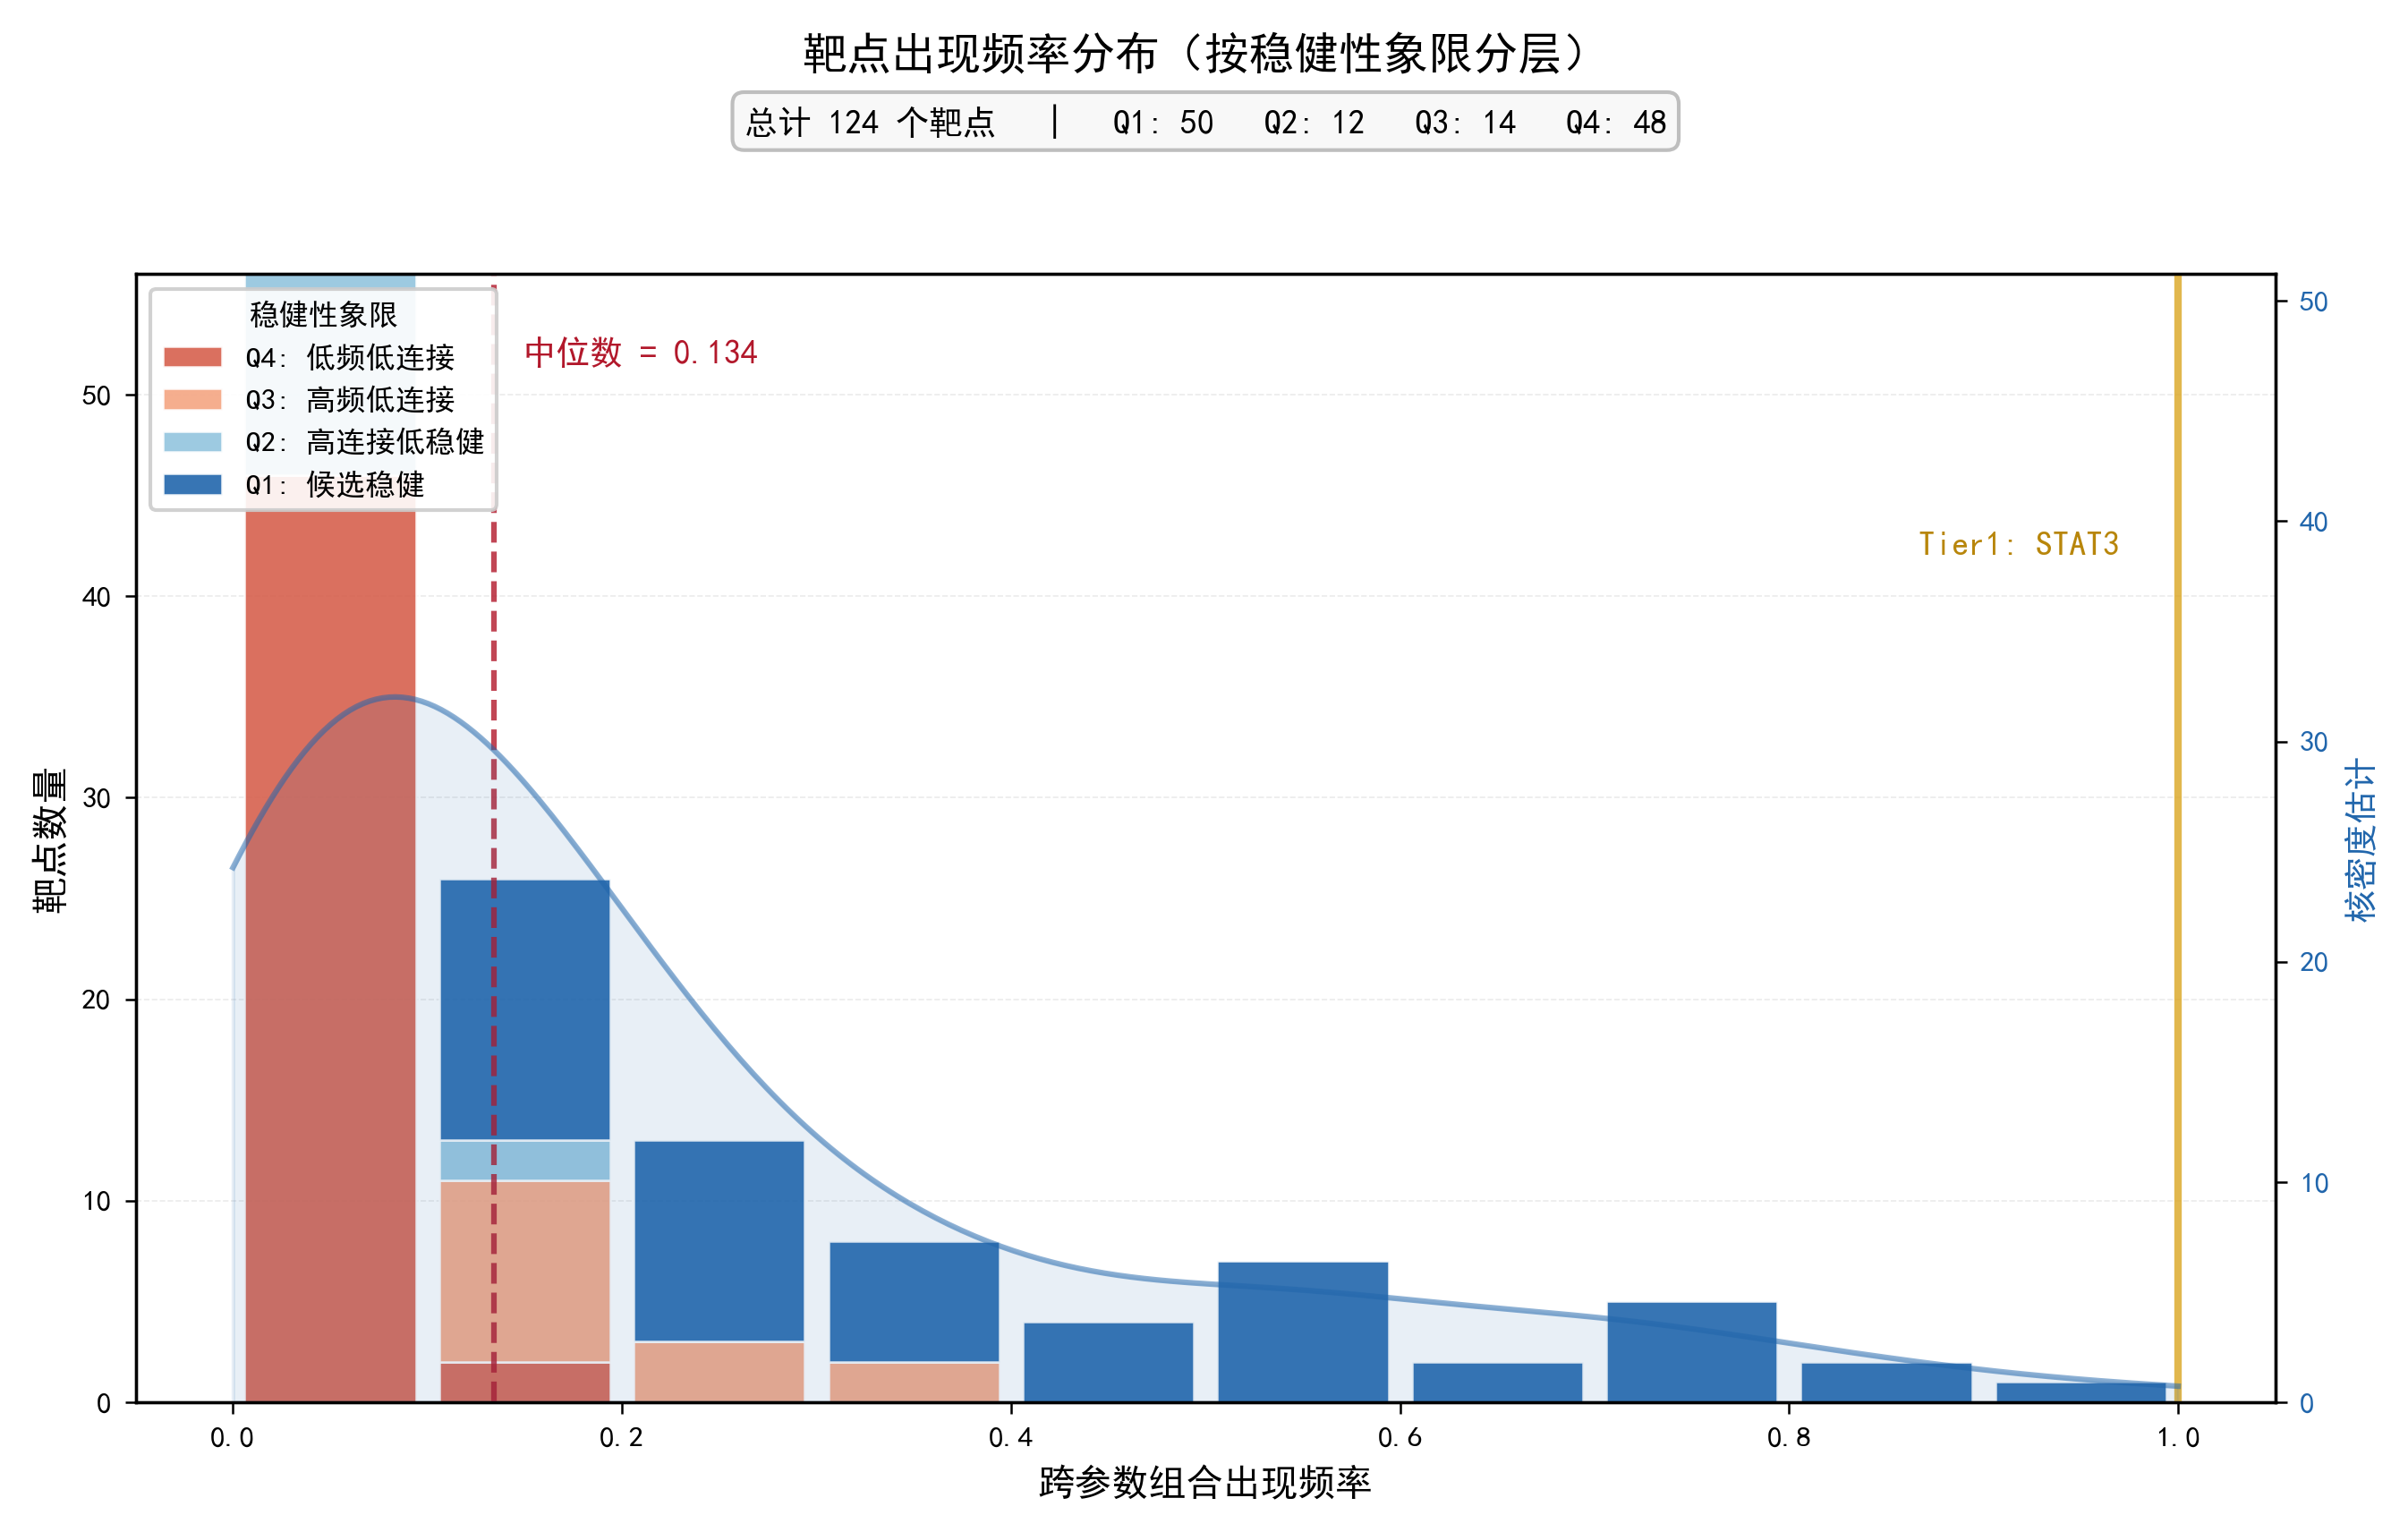 靶点出现频率分布（按稳健性象限分层）
总计 124 个靶点 | Q1: 50 Q2: 12 Q3: 14 Q4: 48
稳健性象限
Q4: 低频低连接
Q3: 高频低连接
Q2: 高连接低稳健
Q1: 候选稳健
中位数 = 0.134
Tier1: STAT3
靶点数量
50
40
30
20
10
0
核密度估计
50
40
30
20
10
0
0.0 0.2 0.4 0.6 0.8 1.0
跨参数组合出现频率